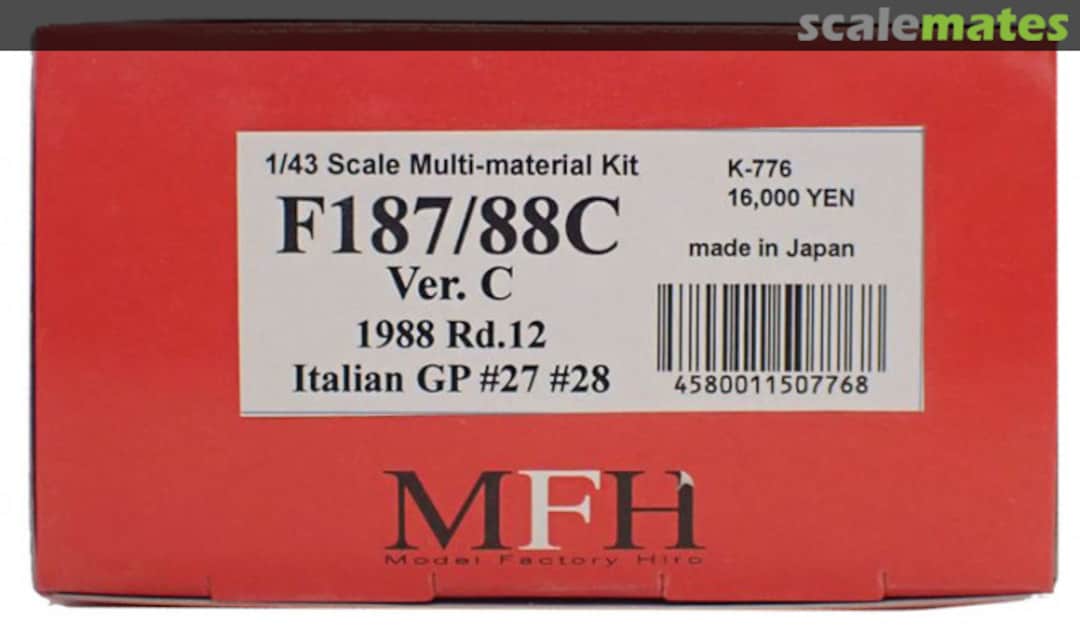 scalemates
1/43 Scale Multi-material Kit
F187/88C
Ver. C
1988 Rd.12
Italian GP #27 #28
K-776
16,000 YEN
made in Japan
4580011507768
MFH
Model Factory Hiro